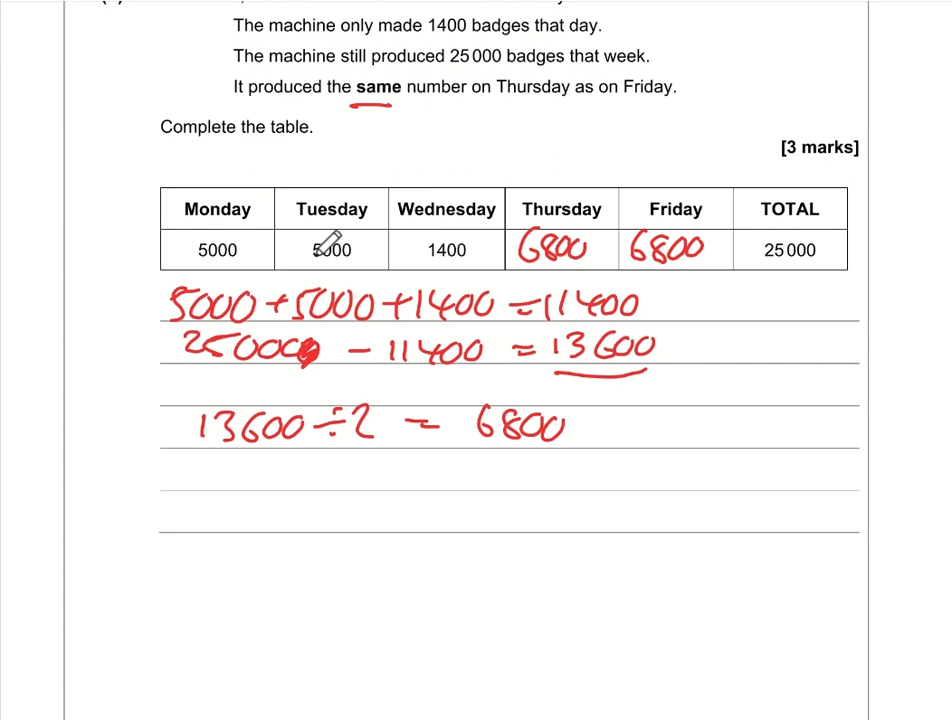 The machine only made 1400 badges that day.
The machine still produced 25 000 badges that week.
It produced the same number on Thursday as on Friday.
Complete the table.
[3 marks]
Monday Tuesday Wednesday Thursday Friday TOTAL
5000 5000 1400 6800 6800 25 000
5000 + 5000 + 1400 = 11400
25000 - 11400 = 13600
13600 ÷ 2 = 6800